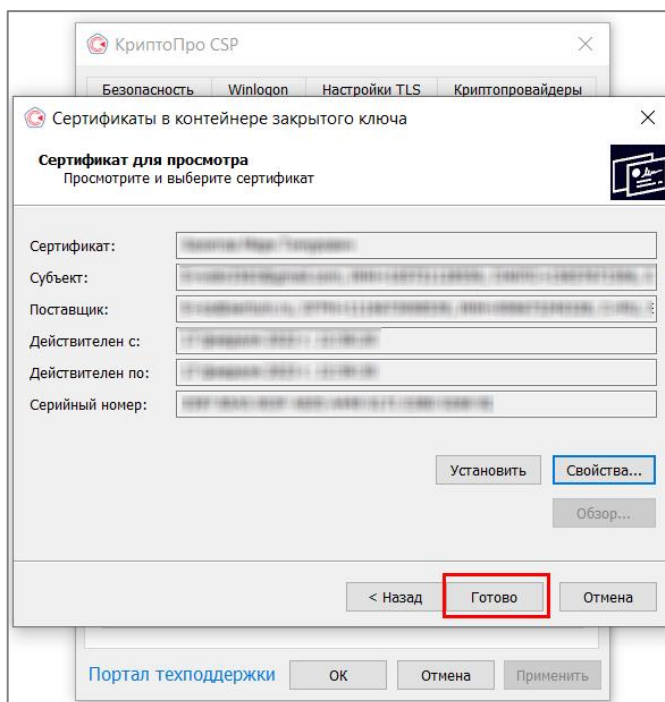 КриптоПро CSP
Безопасность Winlogon Настройки TLS Криптопровайдеры
Сертификаты в контейнере закрытого ключа
Сертификат для просмотра
Просмотрите и выберите сертификат
Сертификат:
Субъект:
Поставщик:
Действителен с:
Действителен по:
Серийный номер:
Установить Свойства...
Обзор...
< Назад Готово Отмена
Портал техподдержки ОК Отмена Применить